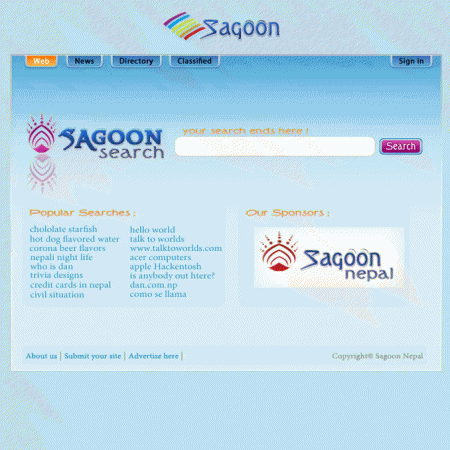 Sagoon
Web News Directory Classified Sign in
your search ends here !
SAGOON
search
Search
Popular Searches :
chololate starfish
hot dog flavored water
corona beer flavors
nepali night life
who is dan
trivia designs
credit cards in nepal
civil situation
hello world
talk to worlds
www.talktoworlds.com
acer computers
apple Hackentosh
is anybody out htere?
dan.com.np
como se llama
Our Sponsors :
Sagoon
nepal
About us | Submit your site | Advertise here |
Copyright© Sagoon Nepal